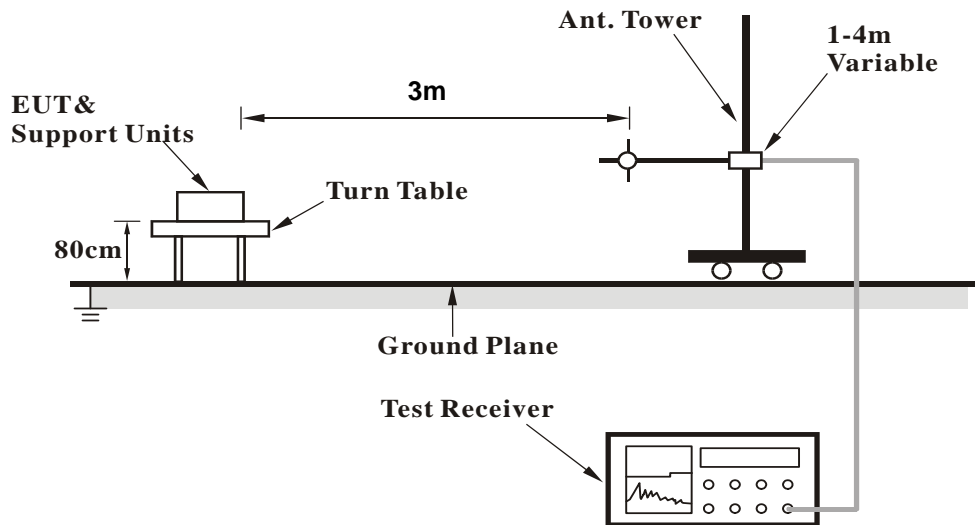 Ant. Tower
1-4m
Variable
3m
EUT&
Support Units
Turn Table
80cm
Ground Plane
Test Receiver